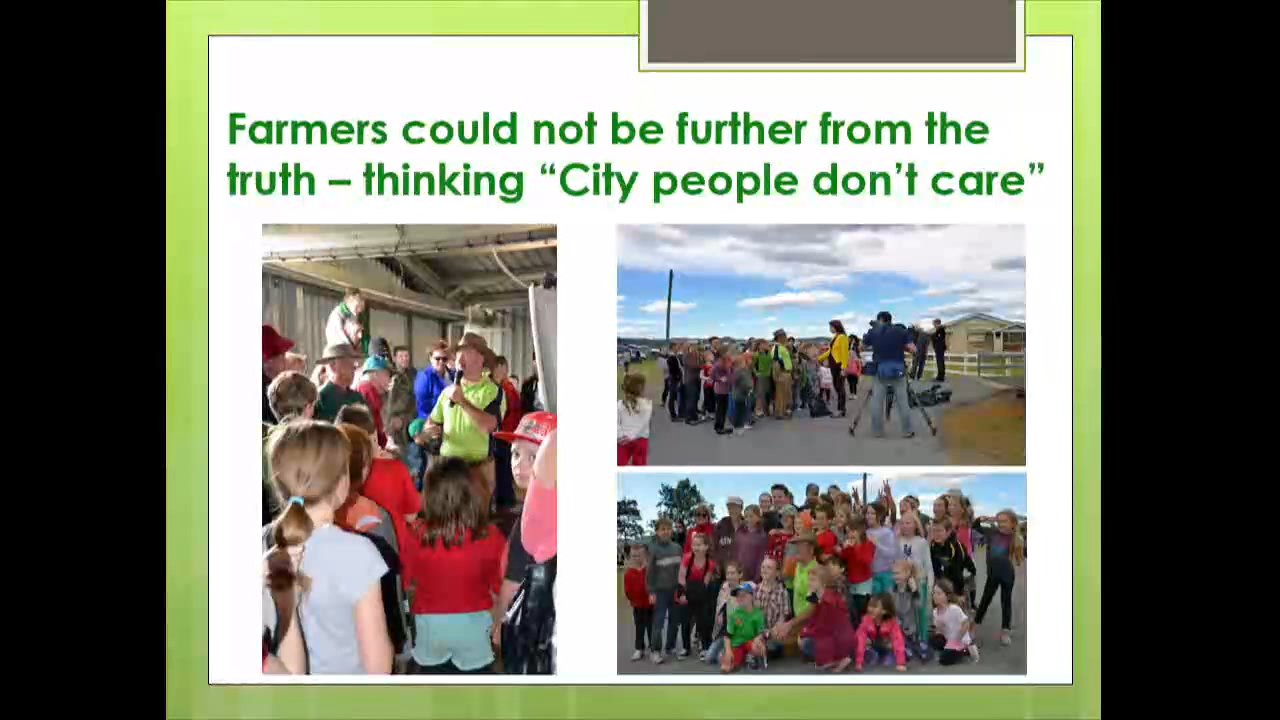 Farmers could not be further from the
truth – thinking “City people don’t care”